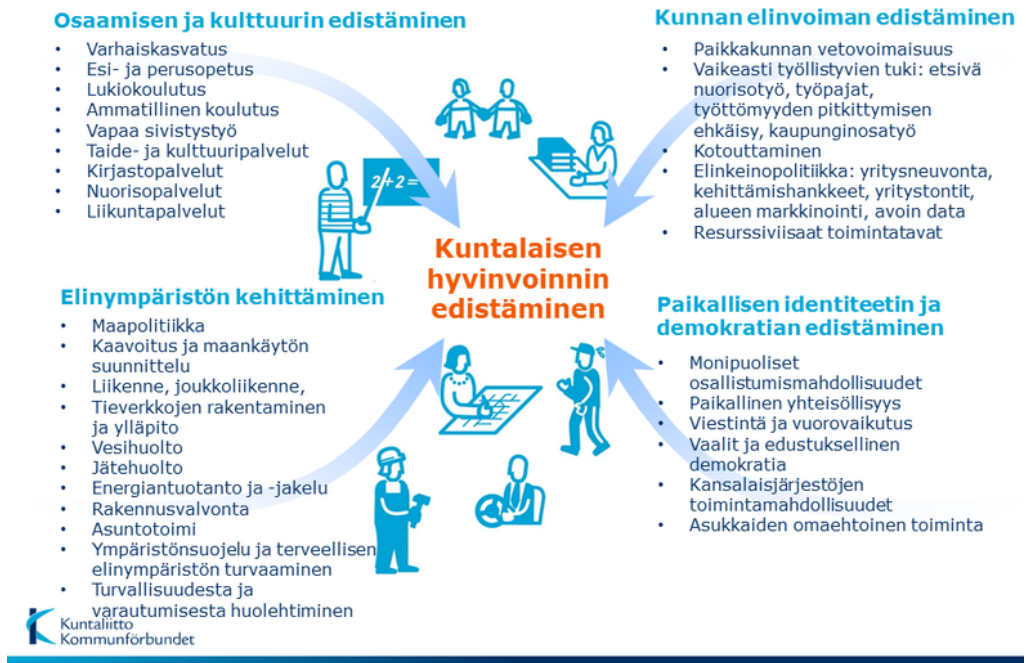 Osaamisen ja kulttuurin edistäminen
• Varhaiskasvatus
• Esi- ja perusopetus
• Lukiokoulutus
• Ammatillinen koulutus
• Vapaa sivistystyö
• Taide- ja kulttuuripalvelut
• Kirjastopalvelut
• Nuorisopalvelut
• Liikuntapalvelut
2+2=
Kunnan elinvoiman edistäminen
• Paikkakunnan vetovoimaisuus
• Vaikeasti työllistyvien tuki: etsivä
nuorisotyö, työpajat,
työttömyyden pitkittymisen
ehkäisy, kaupunginosatyö
• Kotouttaminen
• Elinkeinopolitiikka: yritysneuvonta,
kehittämishankkeet, yritystontit,
alueen markkinointi, avoin data
• Resurssiviisaat toimintatavat
Kuntalaisen
hyvinvoinnin
edistäminen
Elinympäristön kehittäminen
• Maapolitiikka
• Kaavoitus ja maankäytön
suunnittelu
• Liikenne, joukkoliikenne,
• Tieverkkojen rakentaminen
ja ylläpito
• Vesihuolto
• Jätehuolto
• Energiantuotanto ja -jakelu
• Rakennusvalvonta
• Asuntotoimi
• Ympäristönsuojelu ja terveellisen
elinympäristön turvaaminen
• Turvallisuudesta ja
varautumisesta huolehtiminen
Paikallisen identiteetin ja
demokratian edistäminen
• Monipuoliset
osallistumismahdollisuudet
• Paikallinen yhteisöllisyys
• Viestintä ja vuorovaikutus
• Vaalit ja edustuksellinen
demokratia
• Kansalaisjärjestöjen
toimintamahdollisuudet
• Asukkaiden omaehtoinen toiminta
Kuntaliitto
Kommunförbundet